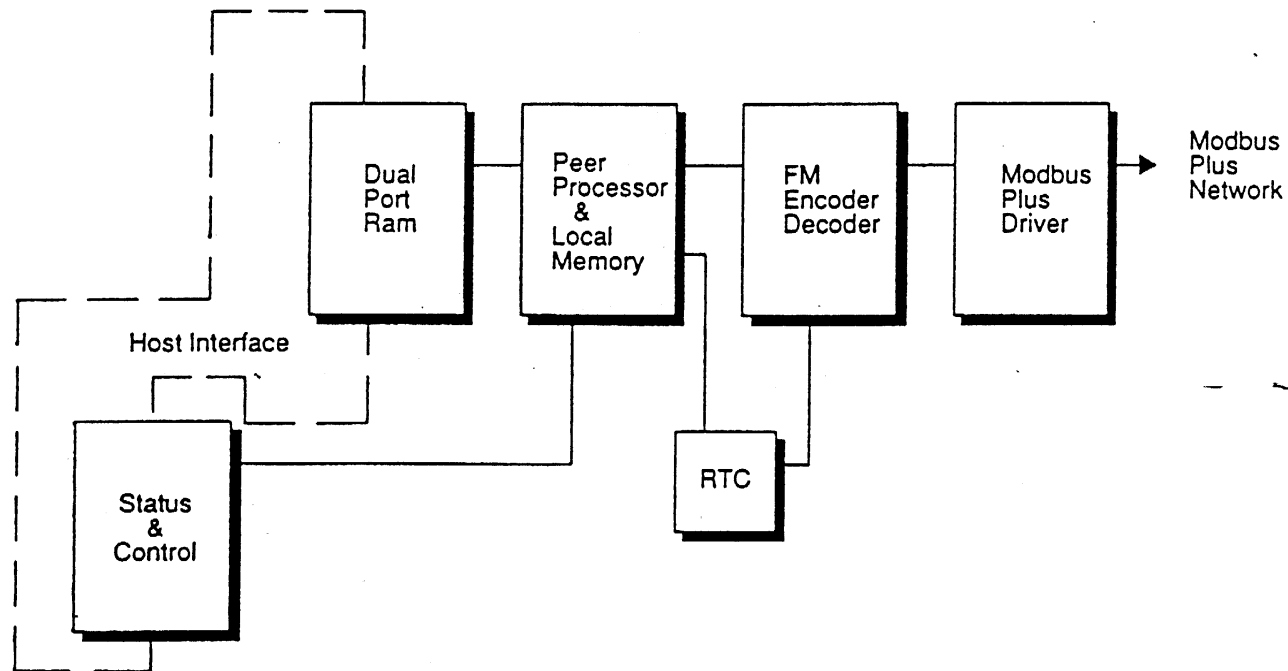 Dual
Port
Ram
Peer
Processor
&
Local
Memory
FM
Encoder
Decoder
Modbus
Plus
Driver
Modbus
Plus
Network
Host Interface
Status
&
Control
RTC